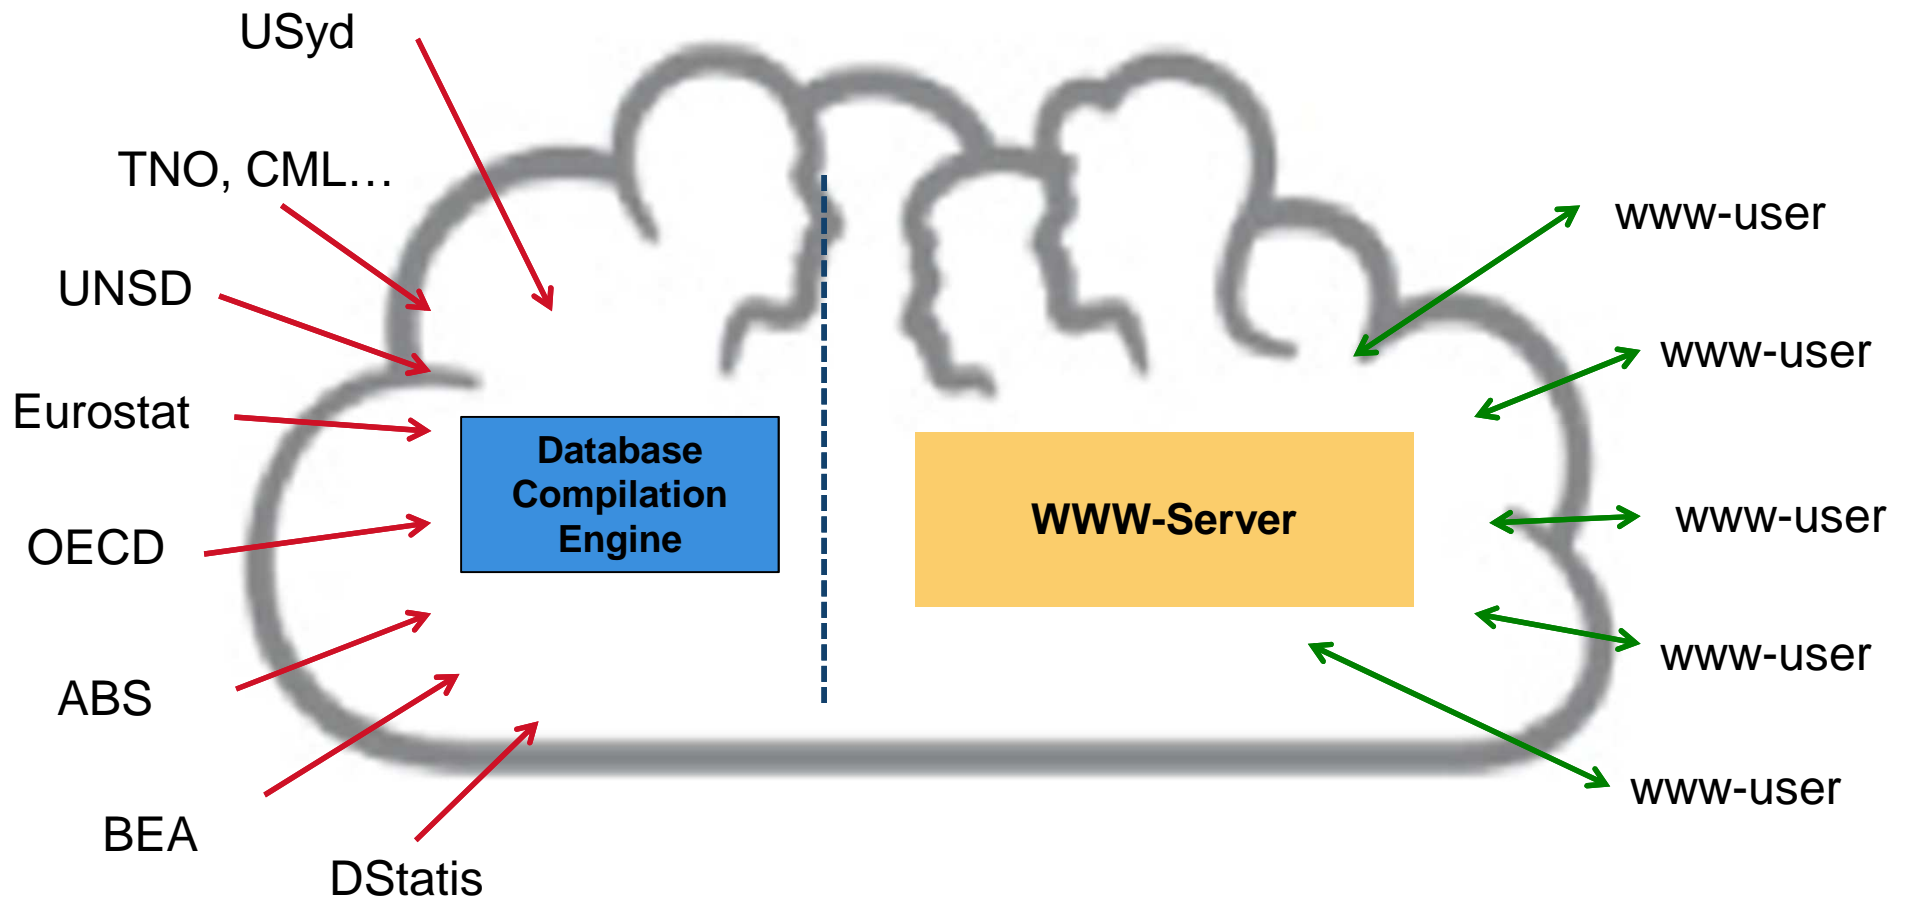 USyd
TNO, CML…
UNSD
Eurostat
OECD
ABS
BEA
DStatis
Database
Compilation
Engine
WWW-Server
www-user
www-user
www-user
www-user
www-user